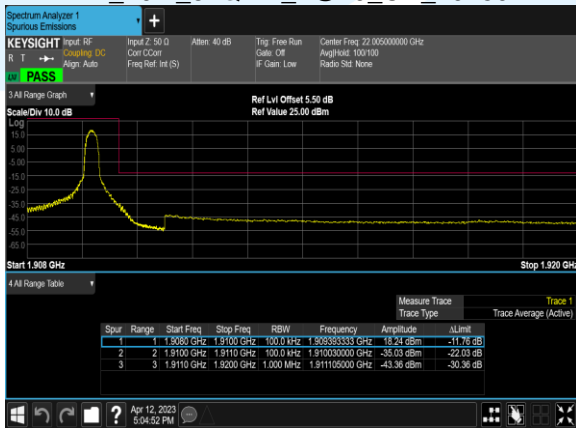 Spectrum Analyzer 1
Spurious Emissions
KEYSIGHT
R T
LM PASS
Input: RF
Coupling: DC
Align: Auto
Input Z: 50 Ω
Corr CCorr
Freq Ref: Int (S)
Atten: 40 dB
Trig: Free Run
Gate: Off
IF Gain: Low
Center Freq: 22.005000000 GHz
Avg|Hold: 100/100
Radio Std: None
3 All Range Graph
Scale/Div 10.0 dB
Ref Lvl Offset 5.50 dB
Ref Value 25.00 dBm
Log
15.0
5.00
-5.00
-15.0
-25.0
-35.0
-45.0
-55.0
-65.0
Start 1.908 GHz
Stop 1.920 GHz
4 All Range Table
Measure Trace Trace 1
Trace Type Trace Average (Active)
Spur Range Start Freq Stop Freq RBW Frequency Amplitude ΔLimit
1 1 1.9080 GHz 1.9100 GHz 100.0 kHz 1.909393333 GHz 18.24 dBm -11.76 dB
2 2 1.9100 GHz 1.9110 GHz 100.0 kHz 1.910030000 GHz -35.03 dBm -22.03 dB
3 3 1.9110 GHz 1.9200 GHz 1.000 MHz 1.911105000 GHz -43.36 dBm -30.36 dB
?
Apr 12, 2023
5:04:52 PM